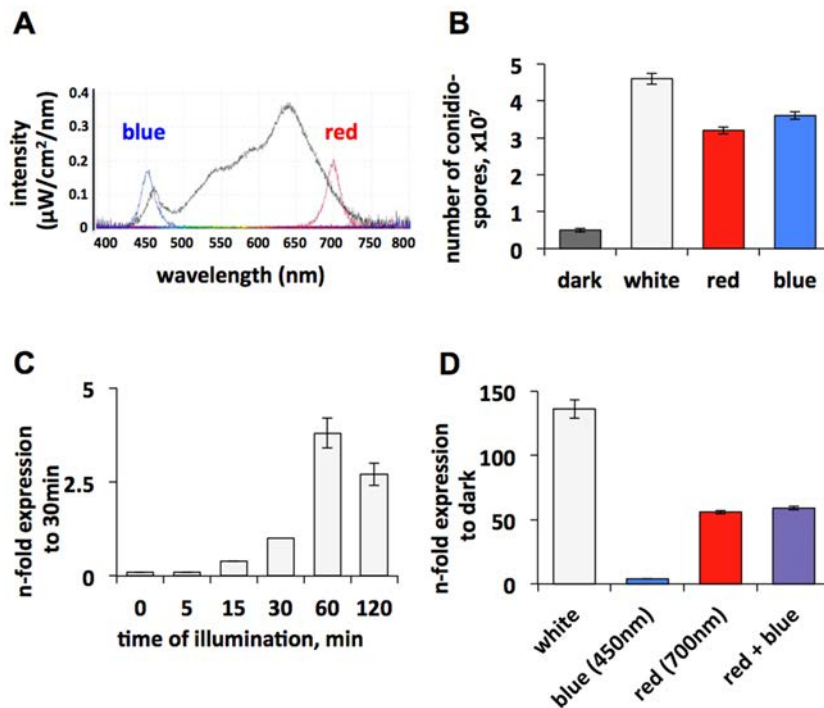 A
intensity
(μW/cm²/nm)
0.4
0.3
0.2
0.1
0
blue
red
400 450 500 550 600 650 700 750 800
wavelength (nm)
B
number of conidio-
spores, x10⁷
5
4
3
2
1
0
dark white red blue
C
n-fold expression
to 30min
5
2.5
0
0 5 15 30 60 120
time of illumination, min
D
n-fold expression
to dark
150
100
50
0
white
blue (450nm)
red (700nm)
red + blue